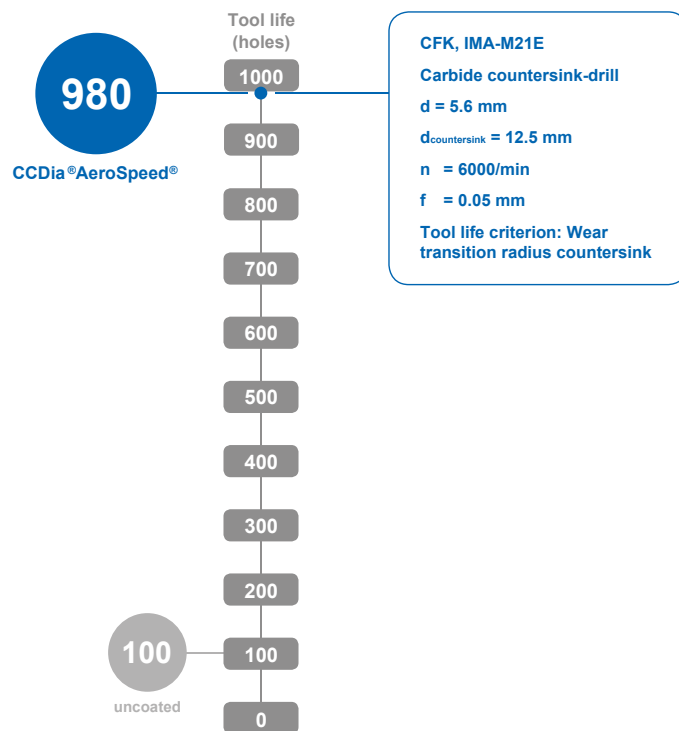 Tool life
(holes)
1000
980
CCDia®AeroSpeed®
900
800
700
600
500
400
300
200
100
0
100
uncoated
CFK, IMA-M21E
Carbide countersink-drill
d = 5.6 mm
dcountersink = 12.5 mm
n = 6000/min
f = 0.05 mm
Tool life criterion: Wear
transition radius countersink